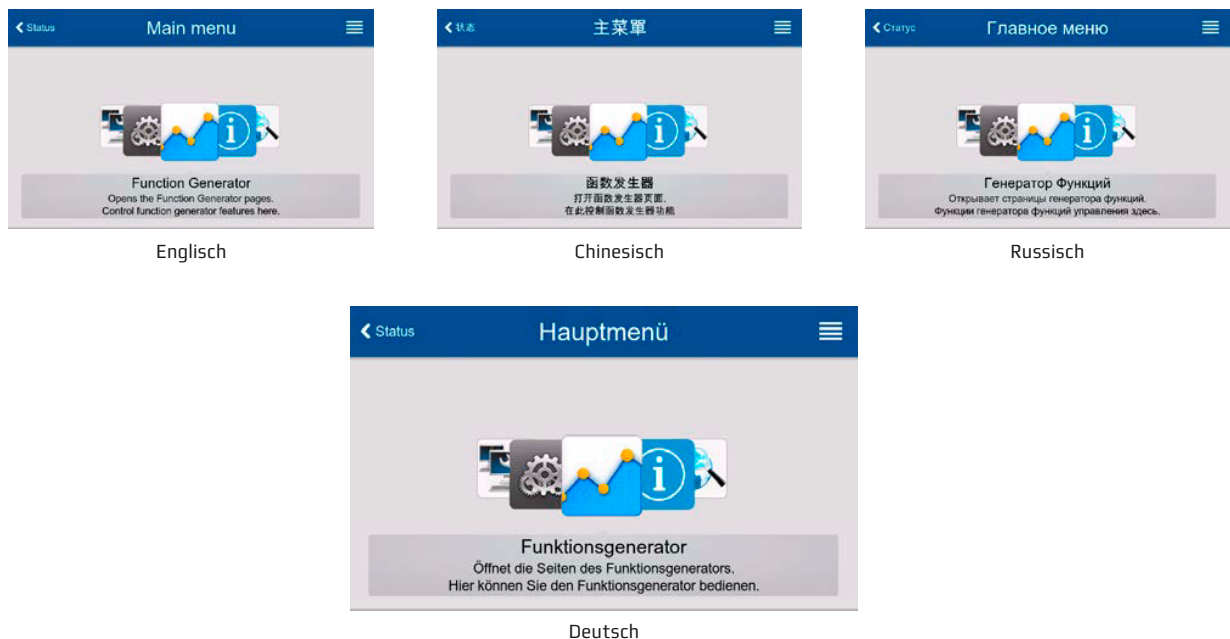 Status
Main menu
Function Generator
Opens the Function Generator pages.
Control function generator features here.
Englisch
状态
主菜單
函数发生器
打开函数发生器页面.
在此控制函数发生器功能
Chinesisch
Статус
Главное меню
Генератор Функций
Открывает страницы генератора функций.
Функции генератора функций управления здесь.
Russisch
Status
Hauptmenü
Funktionsgenerator
Öffnet die Seiten des Funktionsgenerators.
Hier können Sie den Funktionsgenerator bedienen.
Deutsch